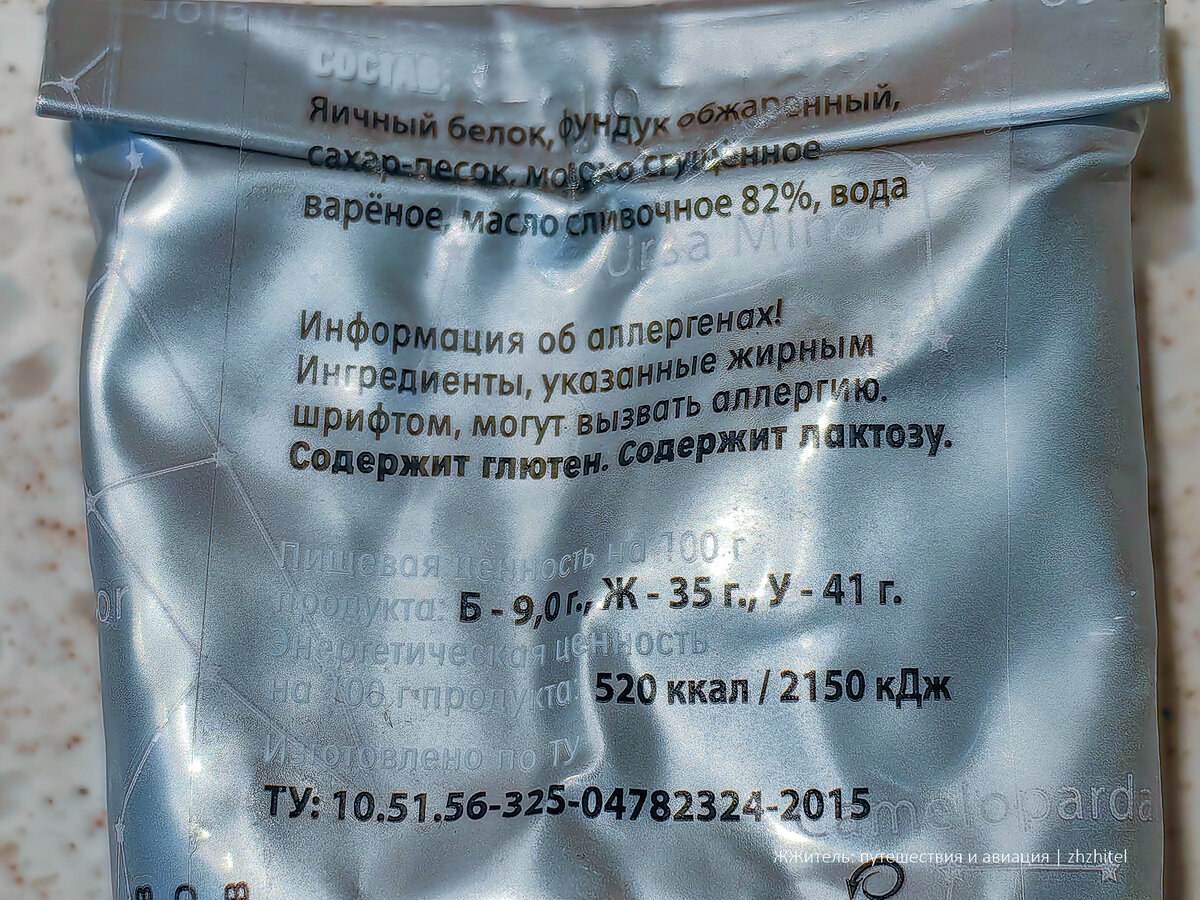 СОСТАВ:
Яичный белок, фундук обжаренный,
сахар-песок, молоко сгущённое
варёное, масло сливочное 82%, вода
Ursa Minor
Информация об аллергенах!
Ингредиенты, указанные жирным
шрифтом, могут вызвать аллергию.
Содержит глютен. Содержит лактозу.
Пищевая ценность на 100 г
продукта: Б - 9,0 г., Ж - 35 г., У - 41 г.
Энергетическая ценность
на 100 г продукта: 520 ккал / 2150 кДж
Изготовлено по ТУ
ТУ: 10.51.56-325-04782324-2015
Cameloparda
ЖЖитель: путешествия и авиация | zhzhitel